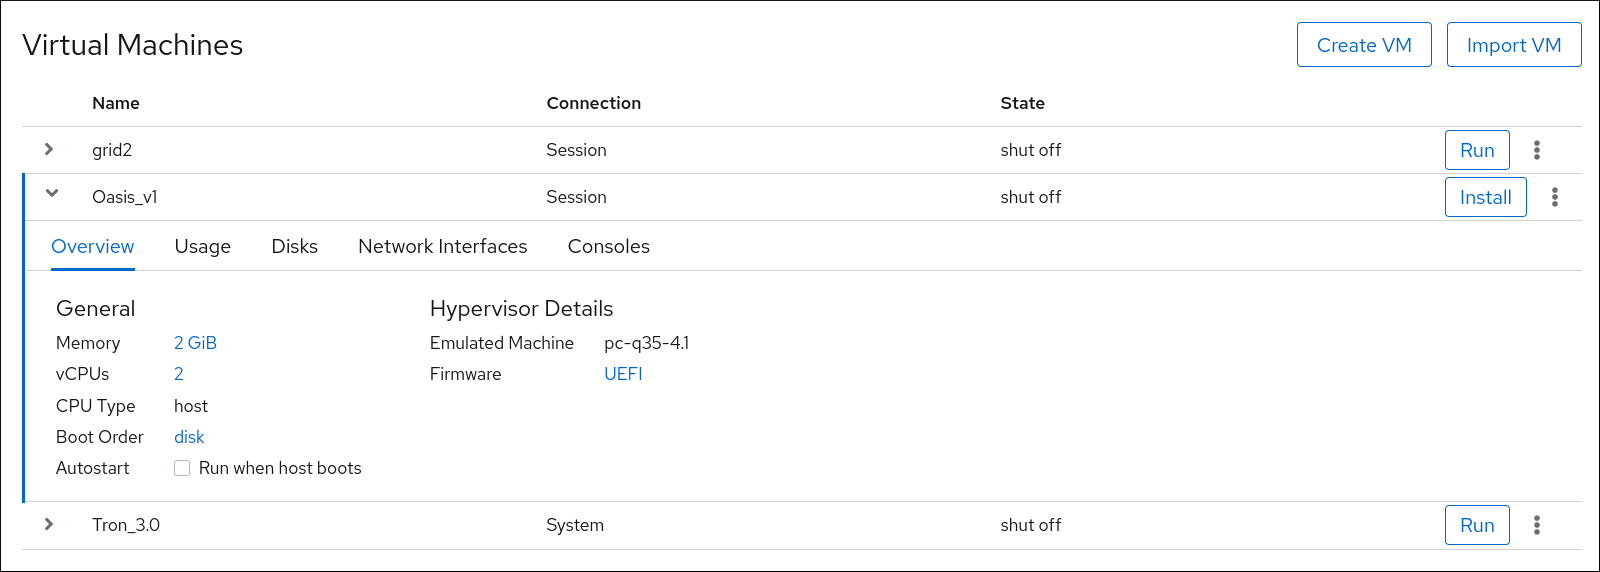 Virtual Machines Create VM Import VM
Name Connection State
grid2 Session shut off Run
Oasis_v1 Session shut off Install
Overview Usage Disks Network Interfaces Consoles
General Hypervisor Details
Memory 2 GiB Emulated Machine pc-q35-4.1
vCPUs 2 Firmware UEFI
CPU Type host
Boot Order disk
Autostart Run when host boots
Tron_3.0 System shut off Run